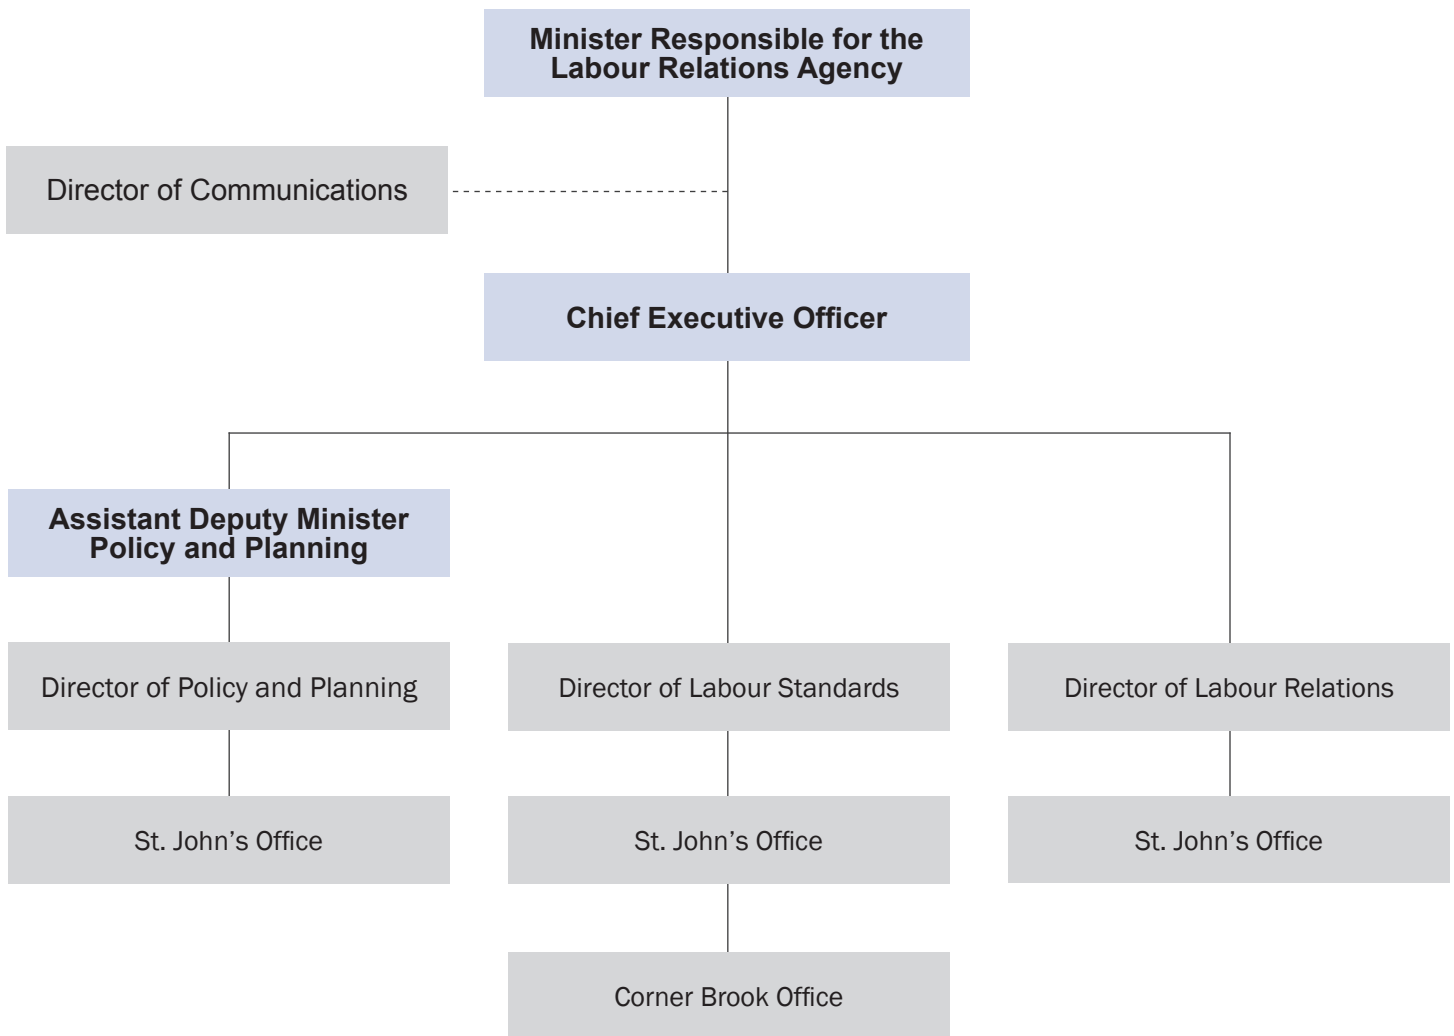 Minister Responsible for the
Labour Relations Agency
Director of Communications
Chief Executive Officer
Assistant Deputy Minister
Policy and Planning
Director of Policy and Planning
Director of Labour Standards
Director of Labour Relations
St. John’s Office
St. John’s Office
St. John’s Office
Corner Brook Office